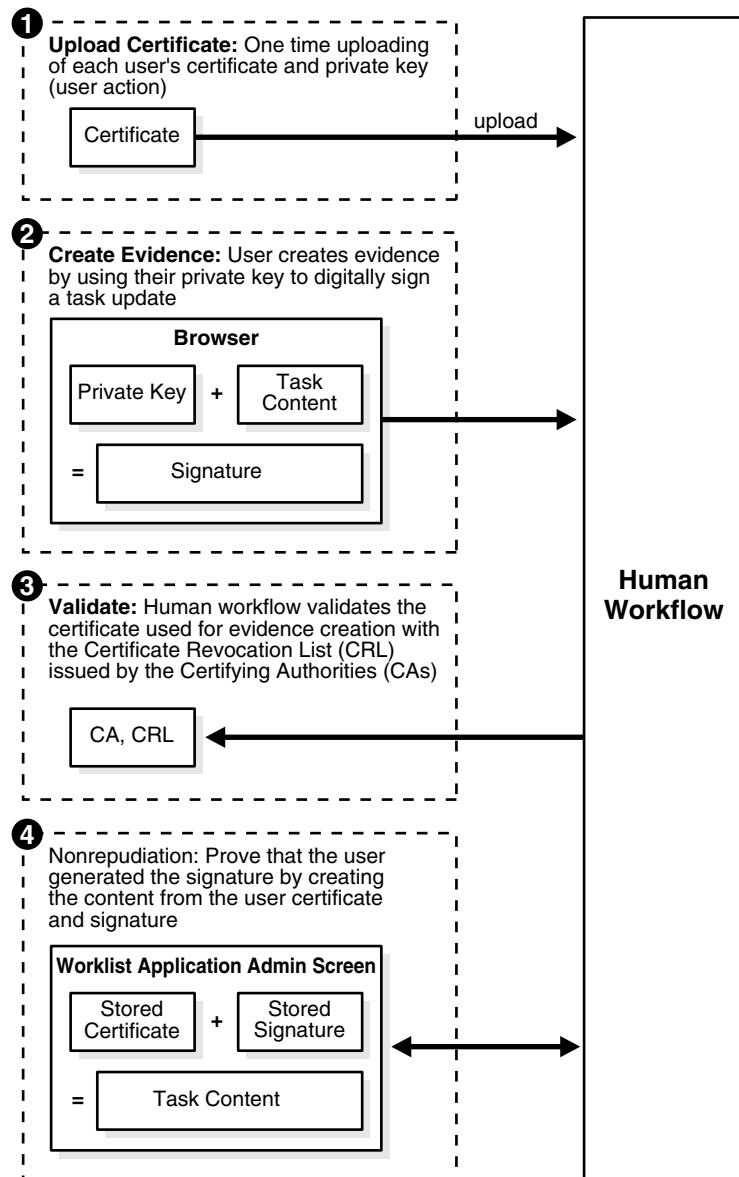 1
Upload Certificate: One time uploading
of each user's certificate and private key
(user action)
Certificate
upload
2
Create Evidence: User creates evidence
by using their private key to digitally sign
a task update
Browser
Private Key
+
Task
Content
=
Signature
Human
Workflow
3
Validate: Human workflow validates the
certificate used for evidence creation with
the Certificate Revocation List (CRL)
issued by the Certifying Authorities (CAs)
CA, CRL
4
Nonrepudiation: Prove that the user
generated the signature by creating
the content from the user certificate
and signature
Worklist Application Admin Screen
Stored
Certificate
+
Stored
Signature
=
Task Content